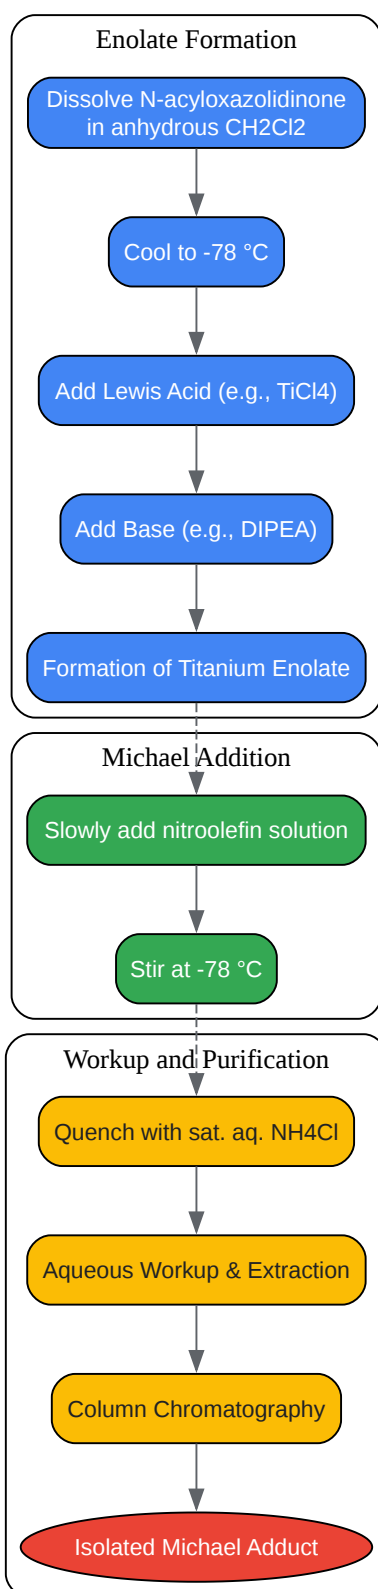 Enolate Formation
Dissolve N-acyloxazolidinone
in anhydrous CH2Cl2
Cool to -78 °C
Add Lewis Acid (e.g., TiCl4)
Add Base (e.g., DIPEA)
Formation of Titanium Enolate
Michael Addition
Slowly add nitroolefin solution
Stir at -78 °C
Workup and Purification
Quench with sat. aq. NH4Cl
Aqueous Workup & Extraction
Column Chromatography
Isolated Michael Adduct